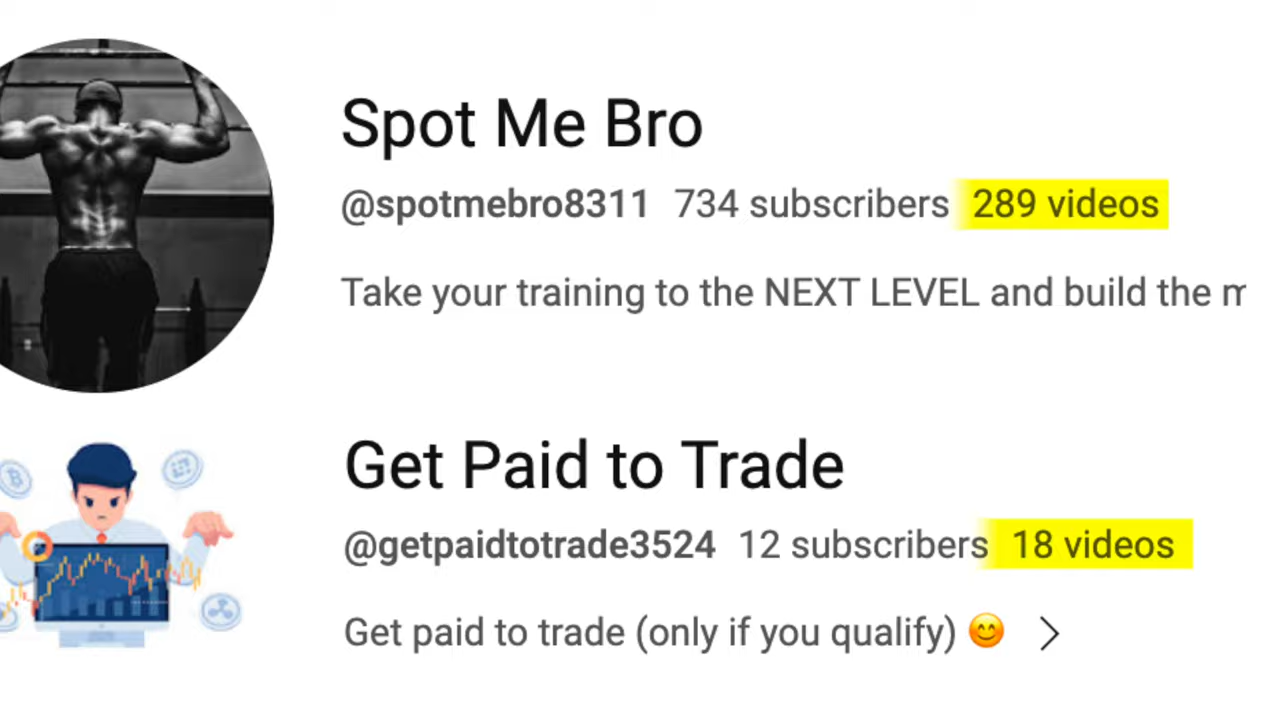 Spot Me Bro
@spotmebro8311 734 subscribers 289 videos
Take your training to the NEXT LEVEL and build the m
Get Paid to Trade
@getpaidtotrade3524 12 subscribers 18 videos
Get paid to trade (only if you qualify) 😊 >